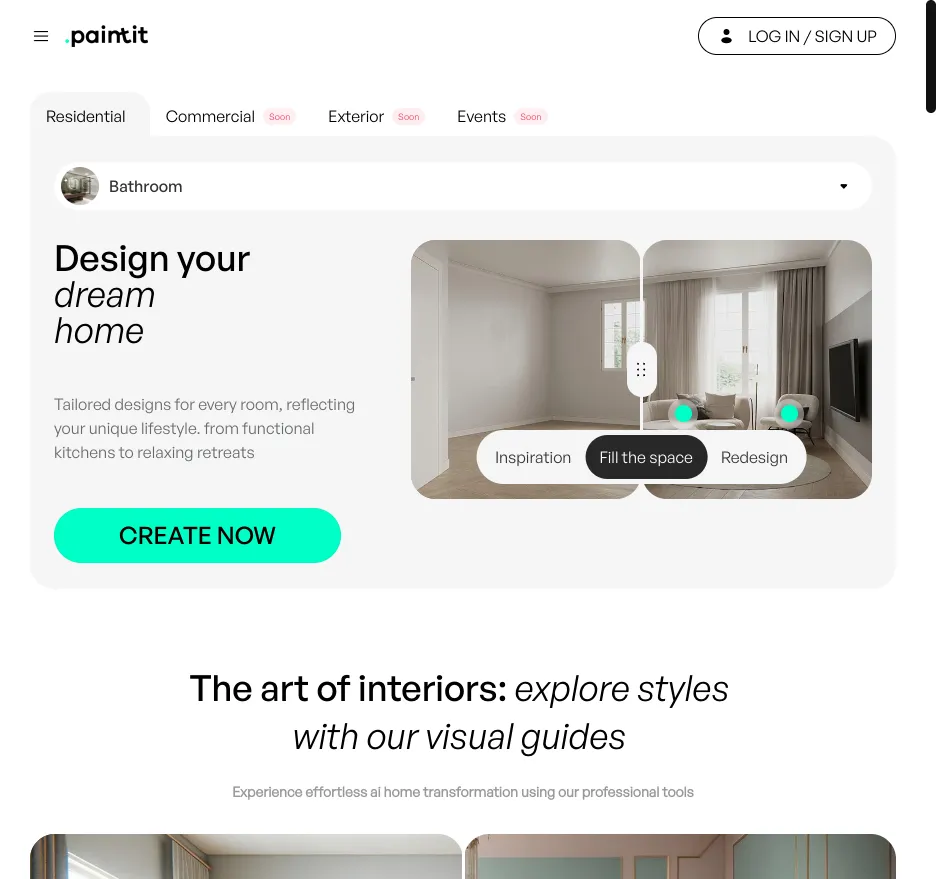 .paintit
LOG IN / SIGN UP
Residential
Commercial Soon
Exterior Soon
Events Soon
Bathroom
Design your
dream
home
Tailored designs for every room, reflecting
your unique lifestyle. from functional
kitchens to relaxing retreats
Inspiration
Fill the space
Redesign
CREATE NOW
The art of interiors: explore styles
with our visual guides
Experience effortless ai home transformation using our professional tools